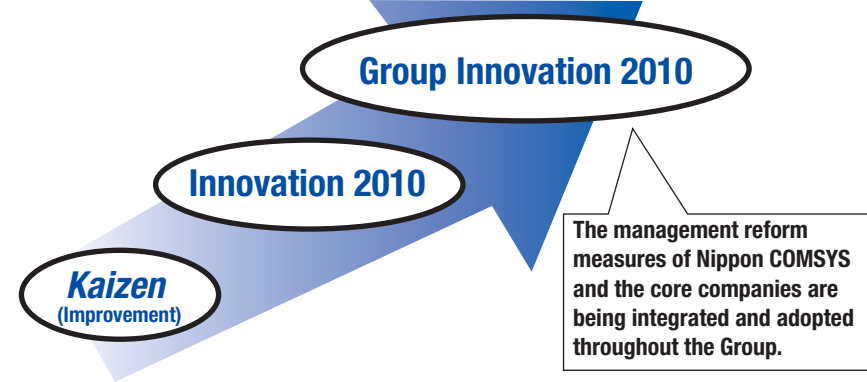 Group Innovation 2010
Innovation 2010
Kaizen
(Improvement)
The management reform
measures of Nippon COMSYS
and the core companies are
being integrated and adopted
throughout the Group.